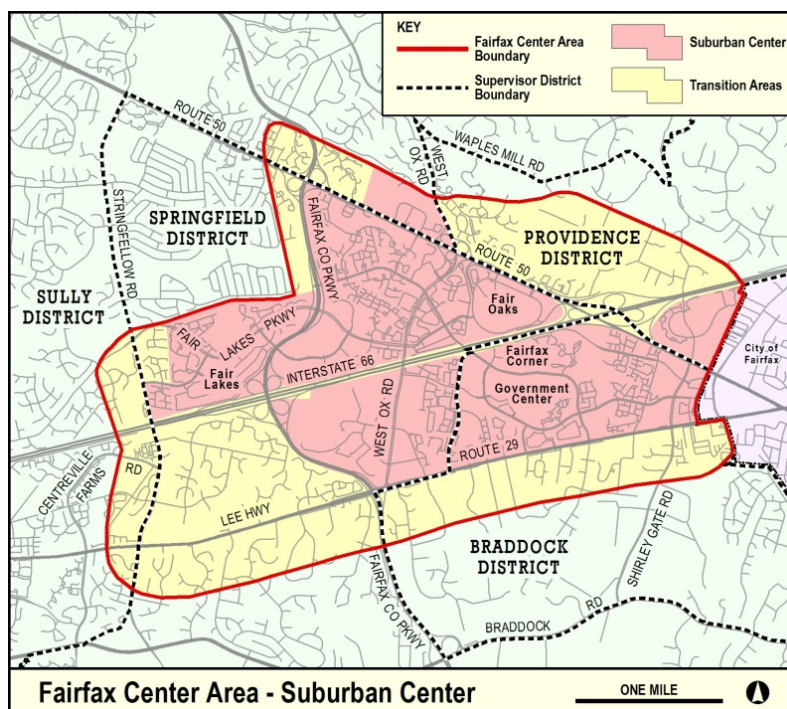 KEY
Fairfax Center Area
Boundary
Supervisor District
Boundary
Suburban Center
Transition Areas
ROUTE 50
WAPLES MILL RD
WEST
OX RD
STRINGFELLOW RD
SPRINGFIELD
DISTRICT
FAIRFAX CO PKWY
PROVIDENCE
DISTRICT
ROUTE 50
SULLY
DISTRICT
Fair
Oaks
FAIR
LAKES
PKWY
Fair
Lakes
INTERSTATE 66
Fairfax
Corner
City of
Fairfax
WEST OX RD
Government
Center
ROUTE 29
CENTREVILLE
FARMS
RD
LEE HWY
SHIRLEY GATE RD
BRADDOCK
DISTRICT
FAIRFAX CO PKWY
BRADDOCK
RD
Fairfax Center Area - Suburban Center
ONE MILE